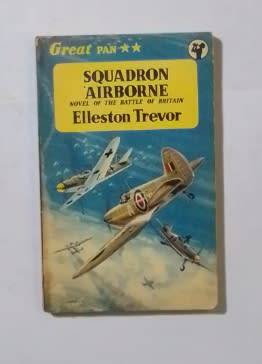 Great PAN ★★
SQUADRON
AIRBORNE
NOVEL OF THE BATTLE OF BRITAIN
Elleston Trevor